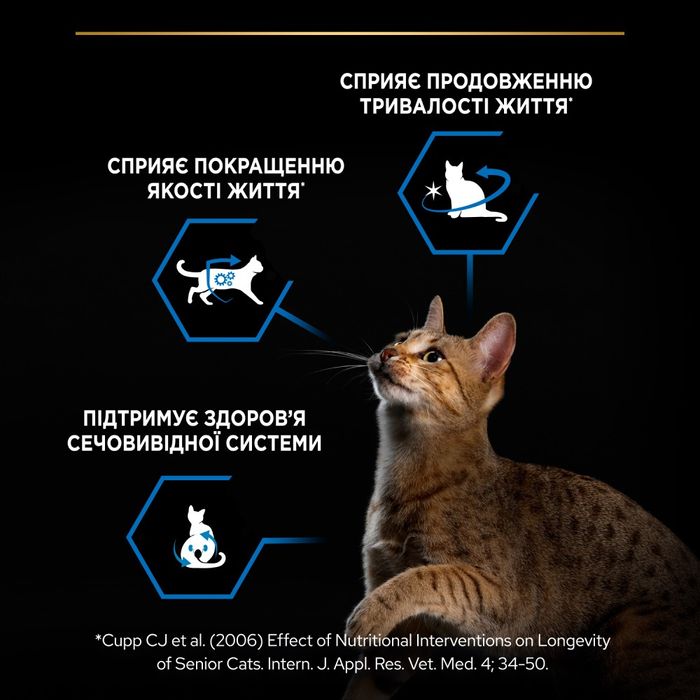 СПРИЯЄ ПРОДОВЖЕННЮ
ТРИВАЛОСТІ ЖИТТЯ*
СПРИЯЄ ПОКРАЩЕННЮ
ЯКОСТІ ЖИТТЯ*
ПІДТРИМУЄ ЗДОРОВ'Я
СЕЧОВИВІДНОЇ СИСТЕМИ
*Cupp CJ et al. (2006) Effect of Nutritional Interventions on Longevity
of Senior Cats. Intern. J. Appl. Res. Vet. Med. 4; 34-50.